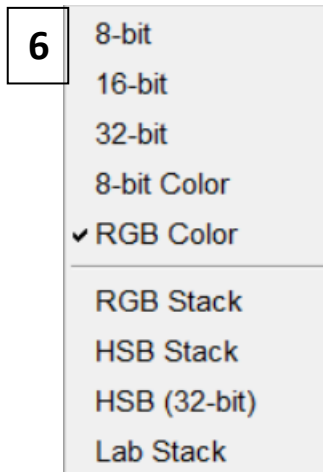 6
8-bit
16-bit
32-bit
8-bit Color
✓ RGB Color
RGB Stack
HSB Stack
HSB (32-bit)
Lab Stack